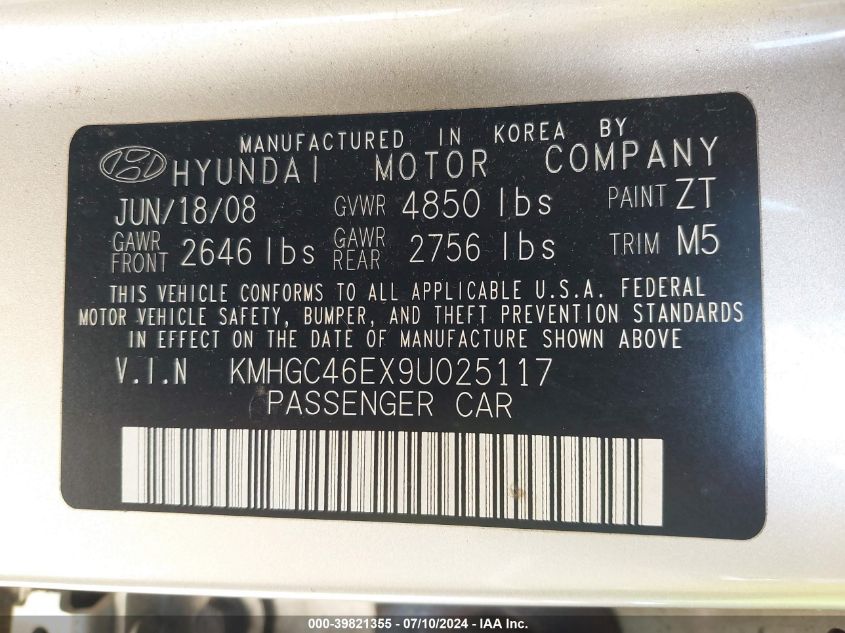 MANUFACTURED IN KOREA BY
HYUNDAI MOTOR COMPANY
JUN/18/08 GVWR 4850 lbs PAINT ZT
GAWR FRONT 2646 lbs GAWR REAR 2756 lbs TRIM M5
THIS VEHICLE CONFORMS TO ALL APPLICABLE U.S.A. FEDERAL
MOTOR VEHICLE SAFETY, BUMPER, AND THEFT PREVENTION STANDARDS
IN EFFECT ON THE DATE OF MANUFACTURE SHOWN ABOVE
V.I.N KMHGC46EX9U025117
PASSENGER CAR
000-39821355 - 07/10/2024 - IAA Inc.